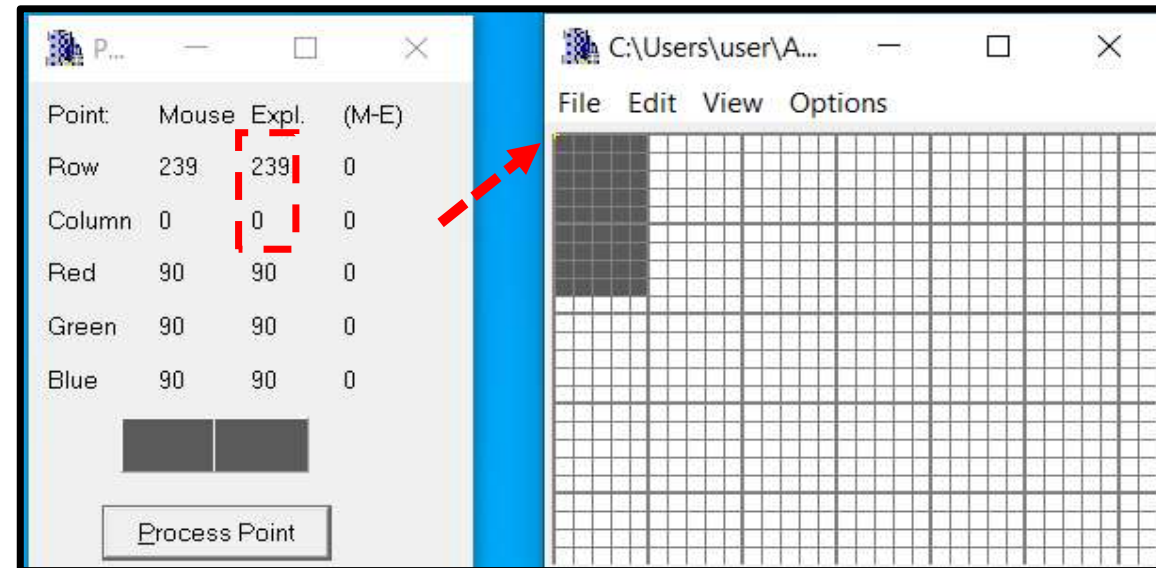 P...
Point: Mouse Expl. (M-E)
Row 239 239 0
Column 0 0 0
Red 90 90 0
Green 90 90 0
Blue 90 90 0
Process Point
C:\Users\user\A...
File Edit View Options